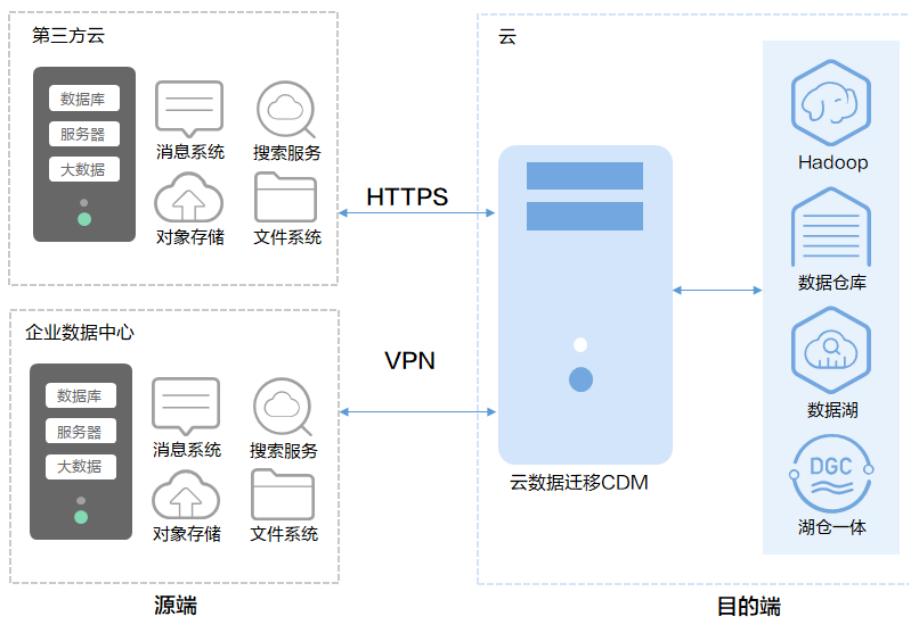 第三方云
数据库
服务器
大数据
消息系统
搜索服务
对象存储
文件系统
企业数据中心
数据库
服务器
大数据
消息系统
搜索服务
对象存储
文件系统
源端
HTTPS
VPN
云
云数据迁移CDM
Hadoop
数据仓库
数据湖
DGC
湖仓一体
目的端